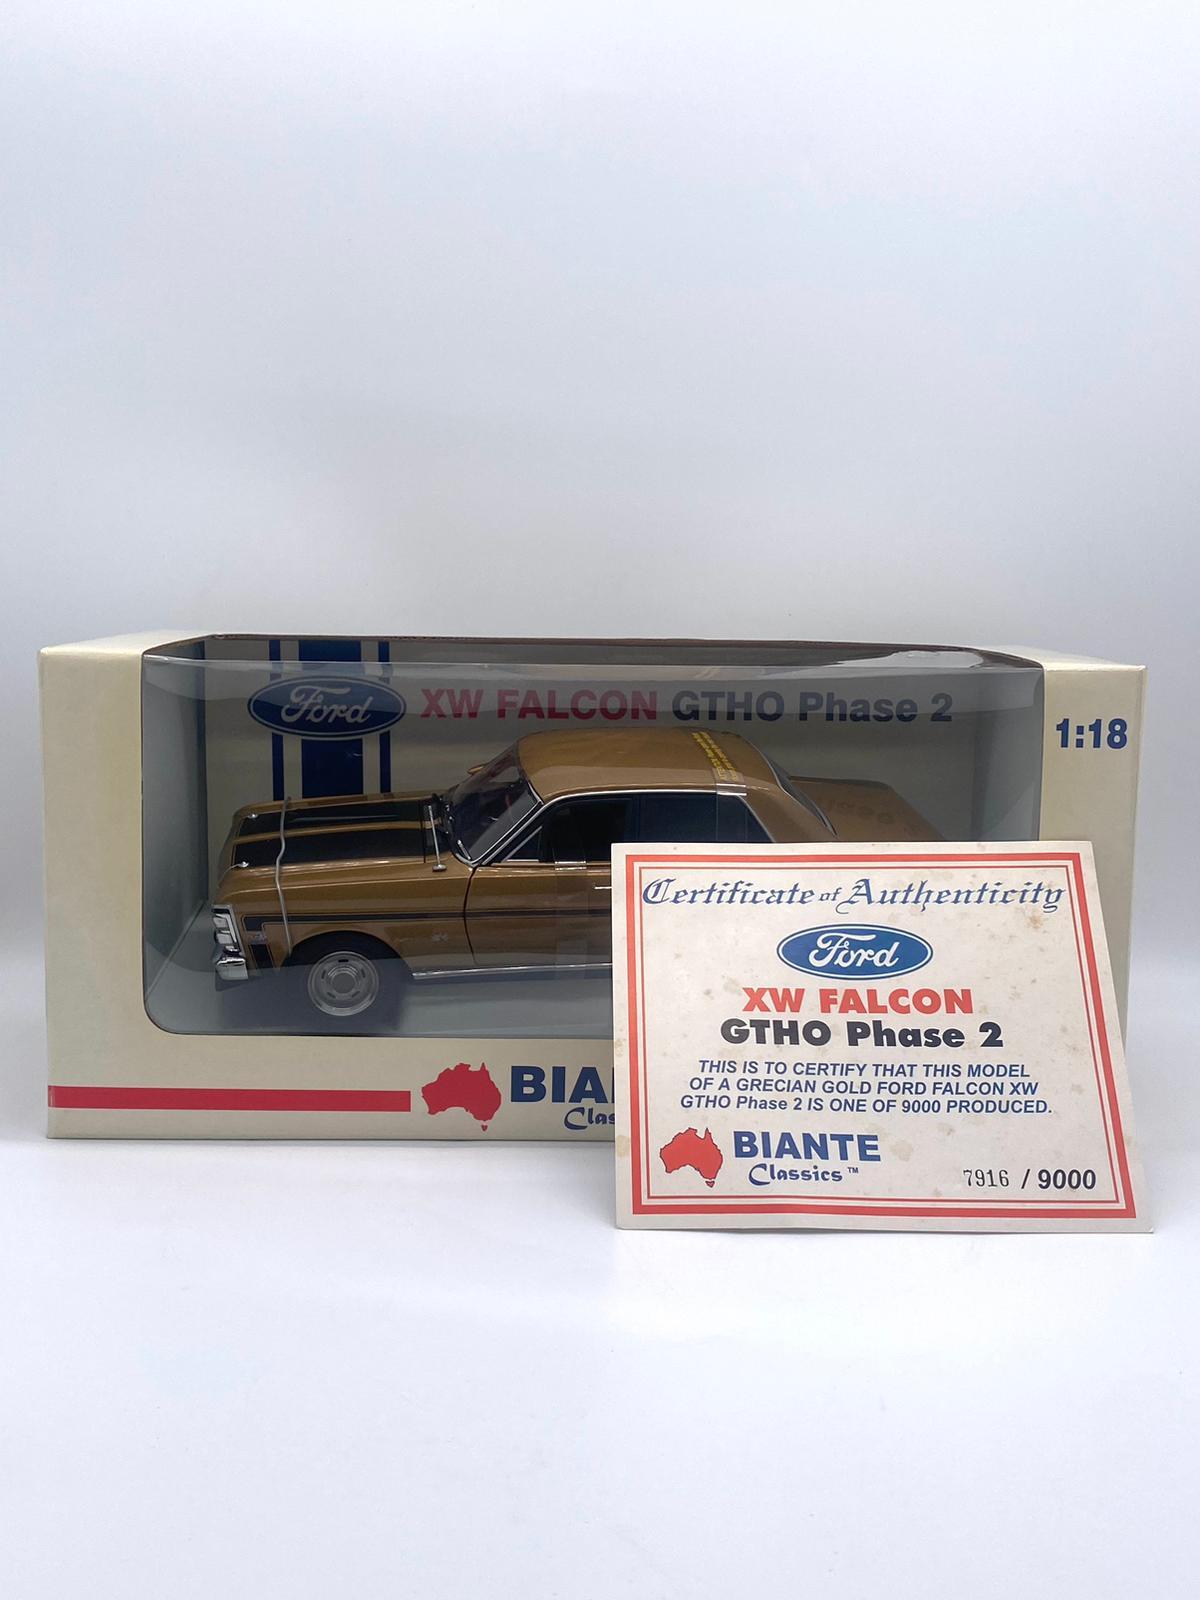 Ford XW FALCON GTHO Phase 2
1:18
BIA
Clas
Certificate of Authenticity
Ford
XW FALCON
GTHO Phase 2
THIS IS TO CERTIFY THAT THIS MODEL
OF A GRECIAN GOLD FORD FALCON XW
GTHO Phase 2 IS ONE OF 9000 PRODUCED.
BIANTE
Classics™
7916 / 9000